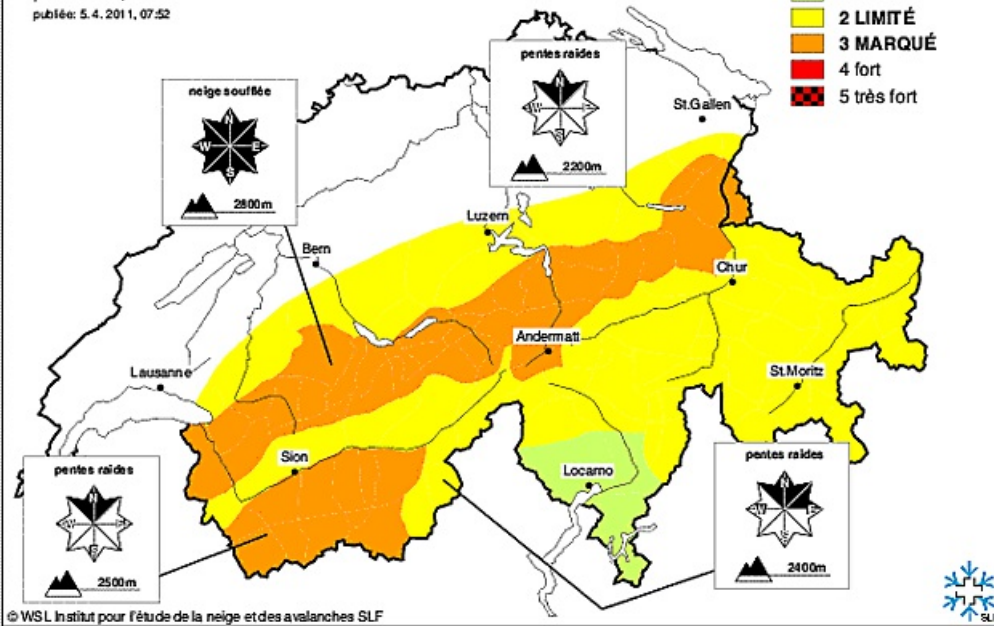 publiée: 5. 4. 2011, 07:52
2 LIMITÉ
3 MARQUÉ
4 fort
5 très fort
pentes raides
N
W
E
S
2200m
neige soufflée
N
W
E
S
2800m
St.Gallen
Luzern
Bern
Chur
Andermatt
Lausanne
St.Moritz
Sion
Locarno
pentes raides
N
W
E
S
2500m
pentes raides
N
W
E
S
2400m
© WSL Institut pour l'étude de la neige et des avalanches SLF
SLF